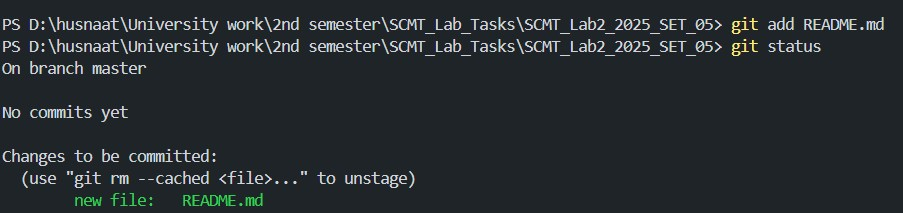 PS D:\husnaat\University work\2nd semester\SCMT_Lab_Tasks\SCMT_Lab2_2025_SET_05> git add README.md
PS D:\husnaat\University work\2nd semester\SCMT_Lab_Tasks\SCMT_Lab2_2025_SET_05> git status
On branch master
No commits yet
Changes to be committed:
(use "git rm --cached <file>..." to unstage)
new file:   README.md